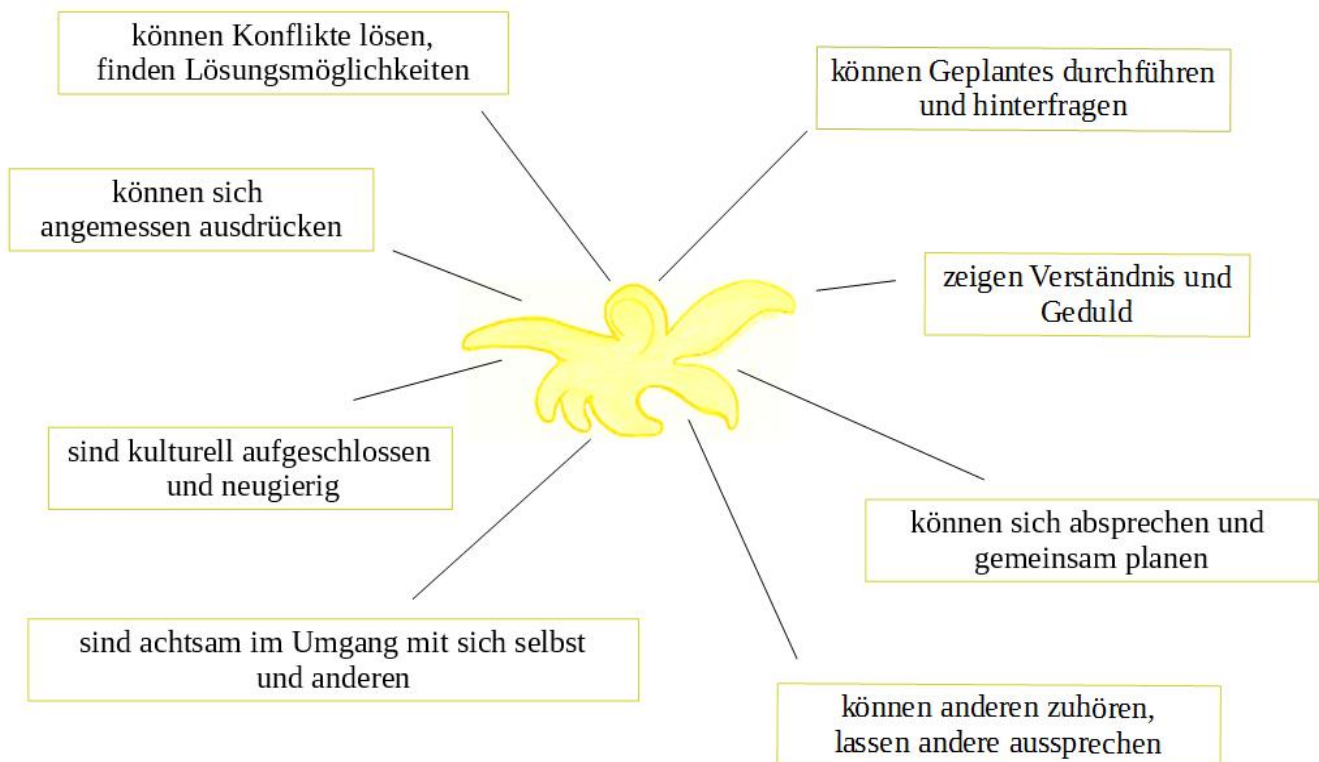 können Konflikte lösen,
finden Lösungsmöglichkeiten
können Geplantes durchführen
und hinterfragen
können sich
angemessen ausdrücken
zeigen Verständnis und
Geduld
sind kulturell aufgeschlossen
und neugierig
können sich absprechen und
gemeinsam planen
sind achtsam im Umgang mit sich selbst
und anderen
können anderen zuhören,
lassen andere aussprechen